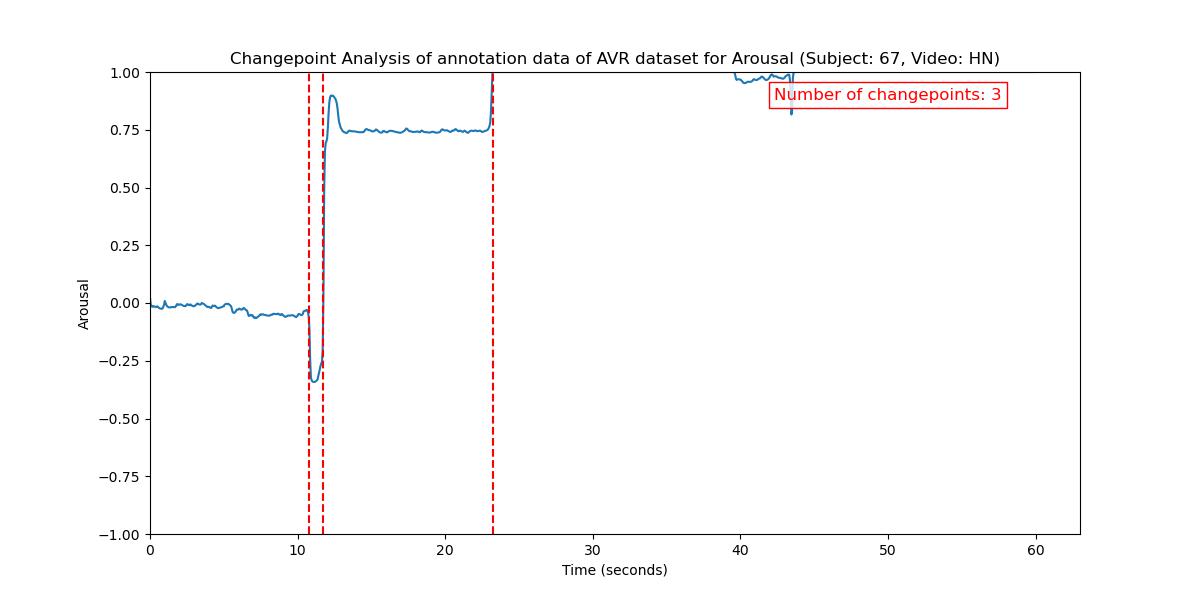 Changepoint Analysis of annotation data of AVR dataset for Arousal (Subject: 67, Video: HN)
Number of changepoints: 3
1.00
0.75
0.50
0.25
0.00
−0.25
−0.50
−0.75
−1.00
Arousal
0 10 20 30 40 50 60
Time (seconds)